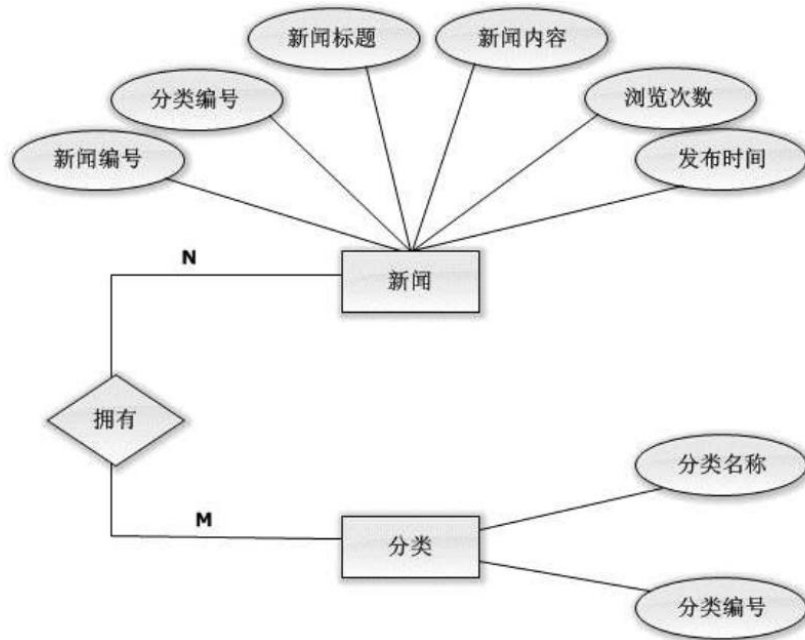 新闻标题
新闻内容
分类编号
浏览次数
新闻编号
发布时间
N
新闻
拥有
分类名称
M
分类
分类编号